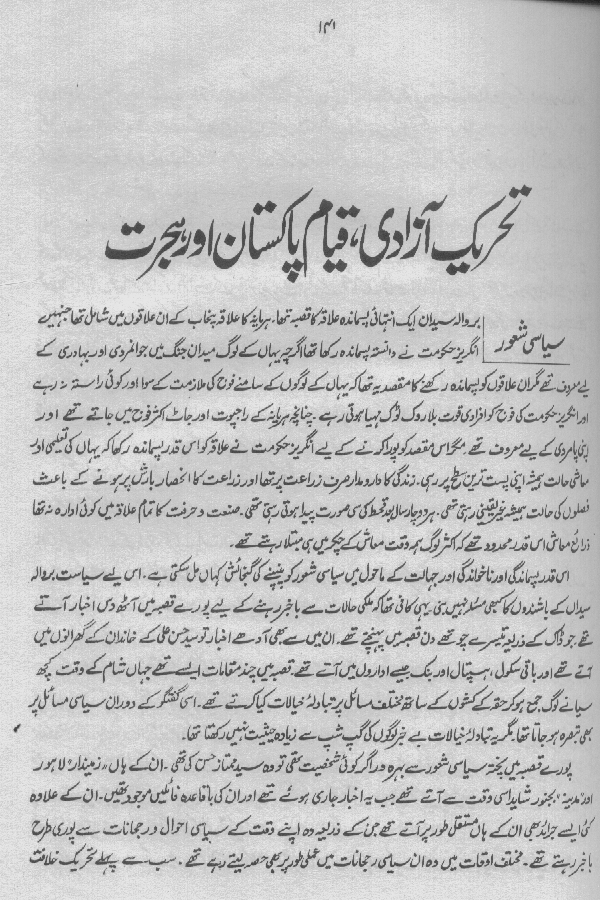 ۱۴۱
تحریک آزادی، قیام پاکستان اور ہجرت
سیاسی شعور
بروالہ سیدان ایک انتہائی پسماندہ علاقہ کا قصبہ تھا۔ ہریانہ کا علاقہ پنجاب کے ان علاقوں میں شامل تھا جنہیں
انگریز حکومت نے دانستہ پسماندہ رکھا تھا اگرچہ یہاں کے لوگ میدان جنگ میں جوانمردی اور بہادری کے
لیے معروف تھے مگر ان علاقوں کو پسماندہ رکھنے کا مقصد یہ تھا کہ یہاں کے لوگوں کے سامنے فوج کی ملازمت کے سوا اور کوئی راستہ نہ رہے
اور انگریز حکومت کی فوج کو افرادی قوت بلا روک ٹوک مہیا ہوتی رہے۔ چنانچہ ہریانہ کے راجپوت اور جاٹ اکثر فوج میں جاتے تھے اور
اپنی پامردی کے لیے معروف تھے مگر اس مقصد کو پورا کرنے کے لیے انگریز حکومت نے علاقہ کو اس قدر پسماندہ رکھا کہ یہاں کی تعلیمی اور
معاشی حالت ہمیشہ اپنی پست ترین سطح پر رہی۔ زندگی کا دارومدار صرف زراعت پر تھا اور زراعت کا انحصار بارش پر ہونے کے باعث
فصلوں کی حالت ہمیشہ غیر یقینی رہتی تھی۔ ہر دو چار سال بعد قحط کی سی صورت پیدا ہوتی رہتی تھی۔ صنعت و حرفت کا تمام علاقہ میں کوئی ادارہ نہ تھا
ذرائع معاش اس قدر محدود تھے کہ اکثر لوگ ہمہ وقت معاش کے چکر میں ہی مبتلا رہتے تھے۔
اس قدر پسماندگی اور ناخواندگی اور جہالت کے ماحول میں سیاسی شعور کو پنپنے کی گنجائش کہاں مل سکتی ہے۔ اس لیے سیاست بروالہ
سیدان کے باشندوں کا کبھی مسئلہ نہیں بنی۔ یہی کافی تھا کہ ملکی حالات سے باخبر رہنے کے لیے پورے قصبہ میں آٹھ دس اخبار آتے
تھے جو ڈاک کے ذریعہ تیسرے چوتھے دن قصبہ میں پہنچتے تھے۔ ان میں سے بھی آدھے اخبار تو سید حسن علی کے خاندان کے گھرانوں میں
آتے تھے اور باقی سکول، ہسپتال اور بنک جیسے اداروں میں آتے تھے۔ قصبہ میں چند مقامات ایسے تھے جہاں شام کے وقت کچھ
سیانے لوگ جمع ہو کر حقہ کے کشوں کے ساتھ مختلف مسائل پر تبادلۂ خیالات کیا کرتے تھے۔ اسی گفتگو کے دوران سیاسی مسائل پر
بھی تبصرہ ہو جاتا تھا مگر یہ تبادلۂ خیالات بے خبر لوگوں کی گپ شپ سے زیادہ حیثیت نہیں رکھتا تھا۔
پورے قصبہ میں پختہ سیاسی شعور سے بہرہ ور اگر کوئی شخصیت تھی تو وہ سید ممتاز حسن کی تھی۔ ان کے ہاں "زمیندار" لاہور
اور "مدینہ" بجنور شاید اسی وقت سے آتے تھے جب یہ اخبار جاری ہوئے تھے اور ان کی باقاعدہ فائلیں موجود تھیں۔ ان کے علاوہ
کئی ایسے جرائد بھی ان کے ہاں مستقل طور پر آتے تھے جن کے ذریعہ وہ اپنے وقت کے سیاسی احوال و رجحانات سے پوری طرح
باخبر رہتے تھے۔ مختلف اوقات میں وہ ان سیاسی رجحانات میں عملی طور پر بھی حصہ لیتے رہے تھے۔ سب سے پہلے تحریک خلافت